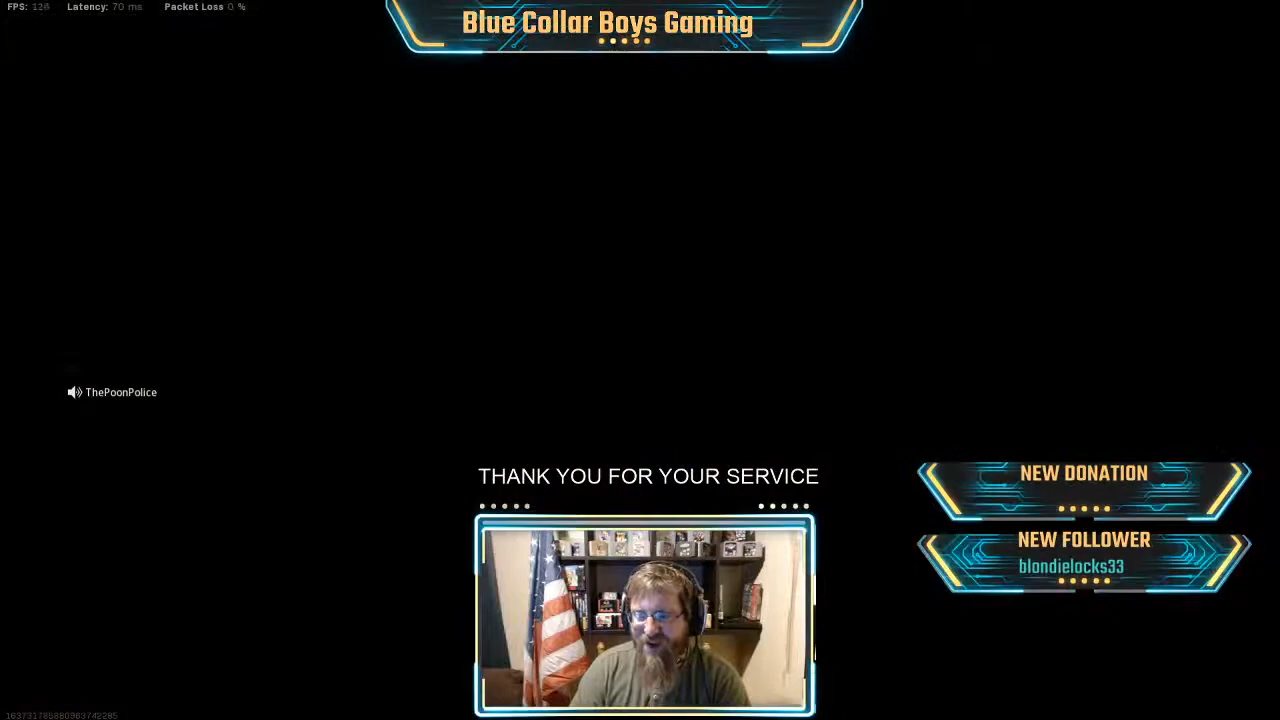 FPS: 126 Latency: 70 ms Packet Loss 0 %
Blue Collar Boys Gaming
ThePoonPolice
THANK YOU FOR YOUR SERVICE
NEW DONATION
NEW FOLLOWER
blondielocks33